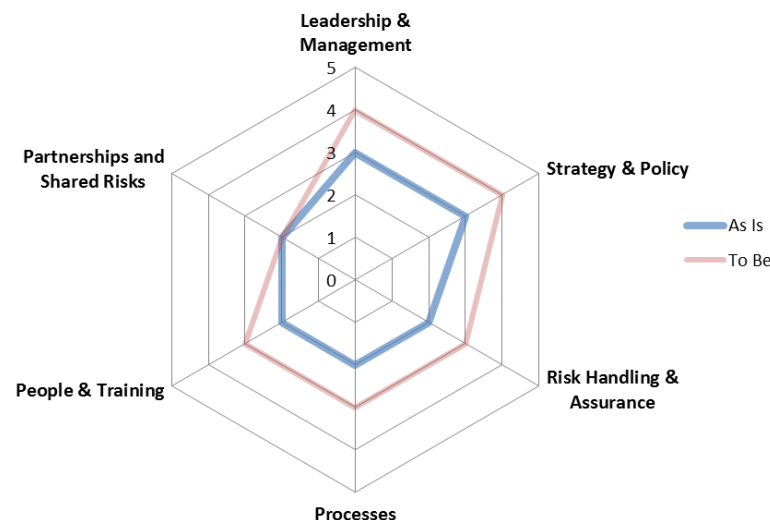 Leadership &
Management
5
4
3
2
1
0
Partnerships and
Shared Risks
Strategy & Policy
As Is
To Be
People & Training
Risk Handling &
Assurance
Processes